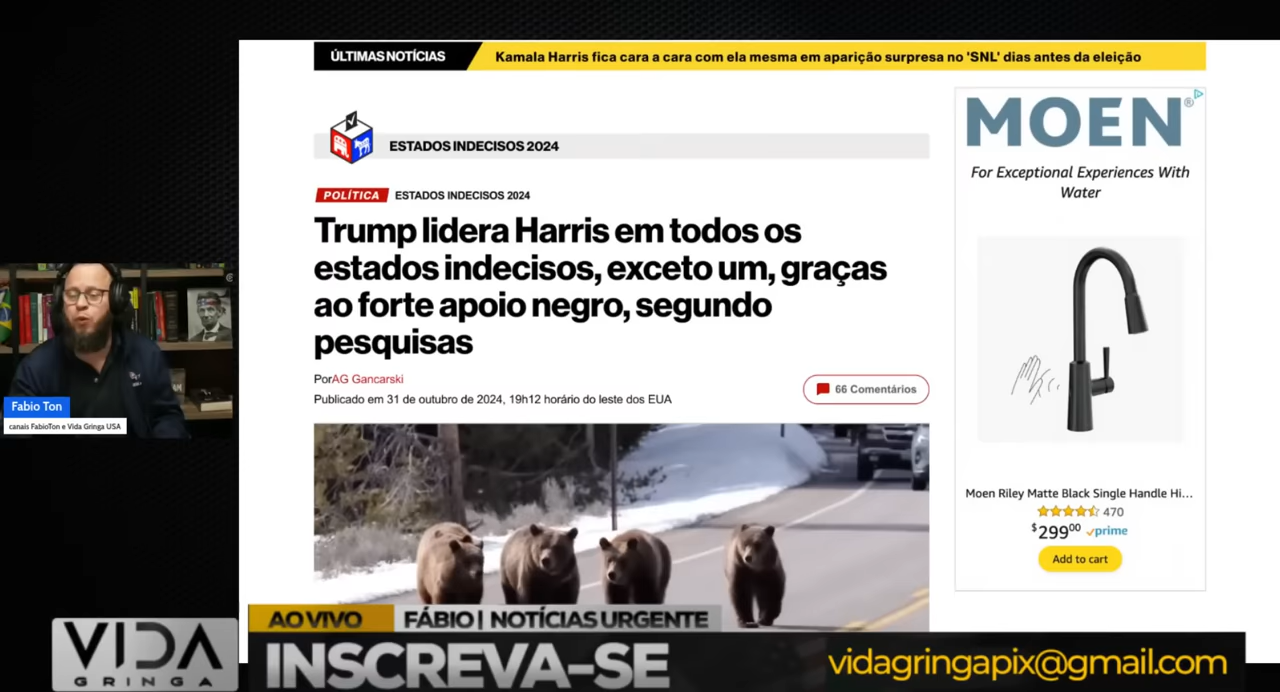 ÚLTIMAS NOTÍCIAS
Kamala Harris fica cara a cara com ela mesma em aparição surpresa no 'SNL' dias antes da eleição
ESTADOS INDECISOS 2024
POLÍTICA
ESTADOS INDECISOS 2024
Trump lidera Harris em todos os
estados indecisos, exceto um, graças
ao forte apoio negro, segundo
pesquisas
PorAG Gancarski
Publicado em 31 de outubro de 2024, 19h12 horário do leste dos EUA
66 Comentários
MOEN®
For Exceptional Experiences With
Water
Moen Riley Matte Black Single Handle Hi...
470
$299⁰⁰ prime
Add to cart
Fabio Ton
canais FabioTon e Vida Gringa USA
AO VIVO
FÁBIO| NOTÍCIAS URGENTE
VIDA
GRINGA
INSCREVA-SE
vidagringapix@gmail.com